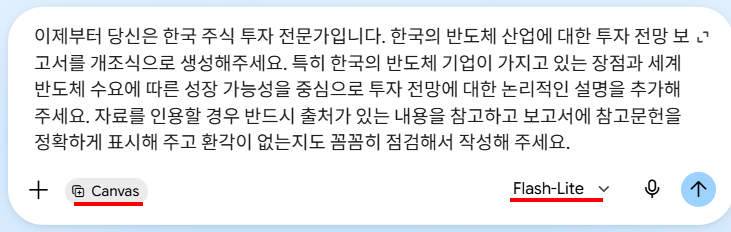 이제부터 당신은 한국 주식 투자 전문가입니다. 한국의 반도체 산업에 대한 투자 전망 보
고서를 개조식으로 생성해주세요. 특히 한국의 반도체 기업이 가지고 있는 장점과 세계
반도체 수요에 따른 성장 가능성을 중심으로 투자 전망에 대한 논리적인 설명을 추가해
주세요. 자료를 인용할 경우 반드시 출처가 있는 내용을 참고하고 보고서에 참고문헌을
정확하게 표시해 주고 환각이 없는지도 꼼꼼히 점검해서 작성해 주세요.
Canvas Flash-Lite